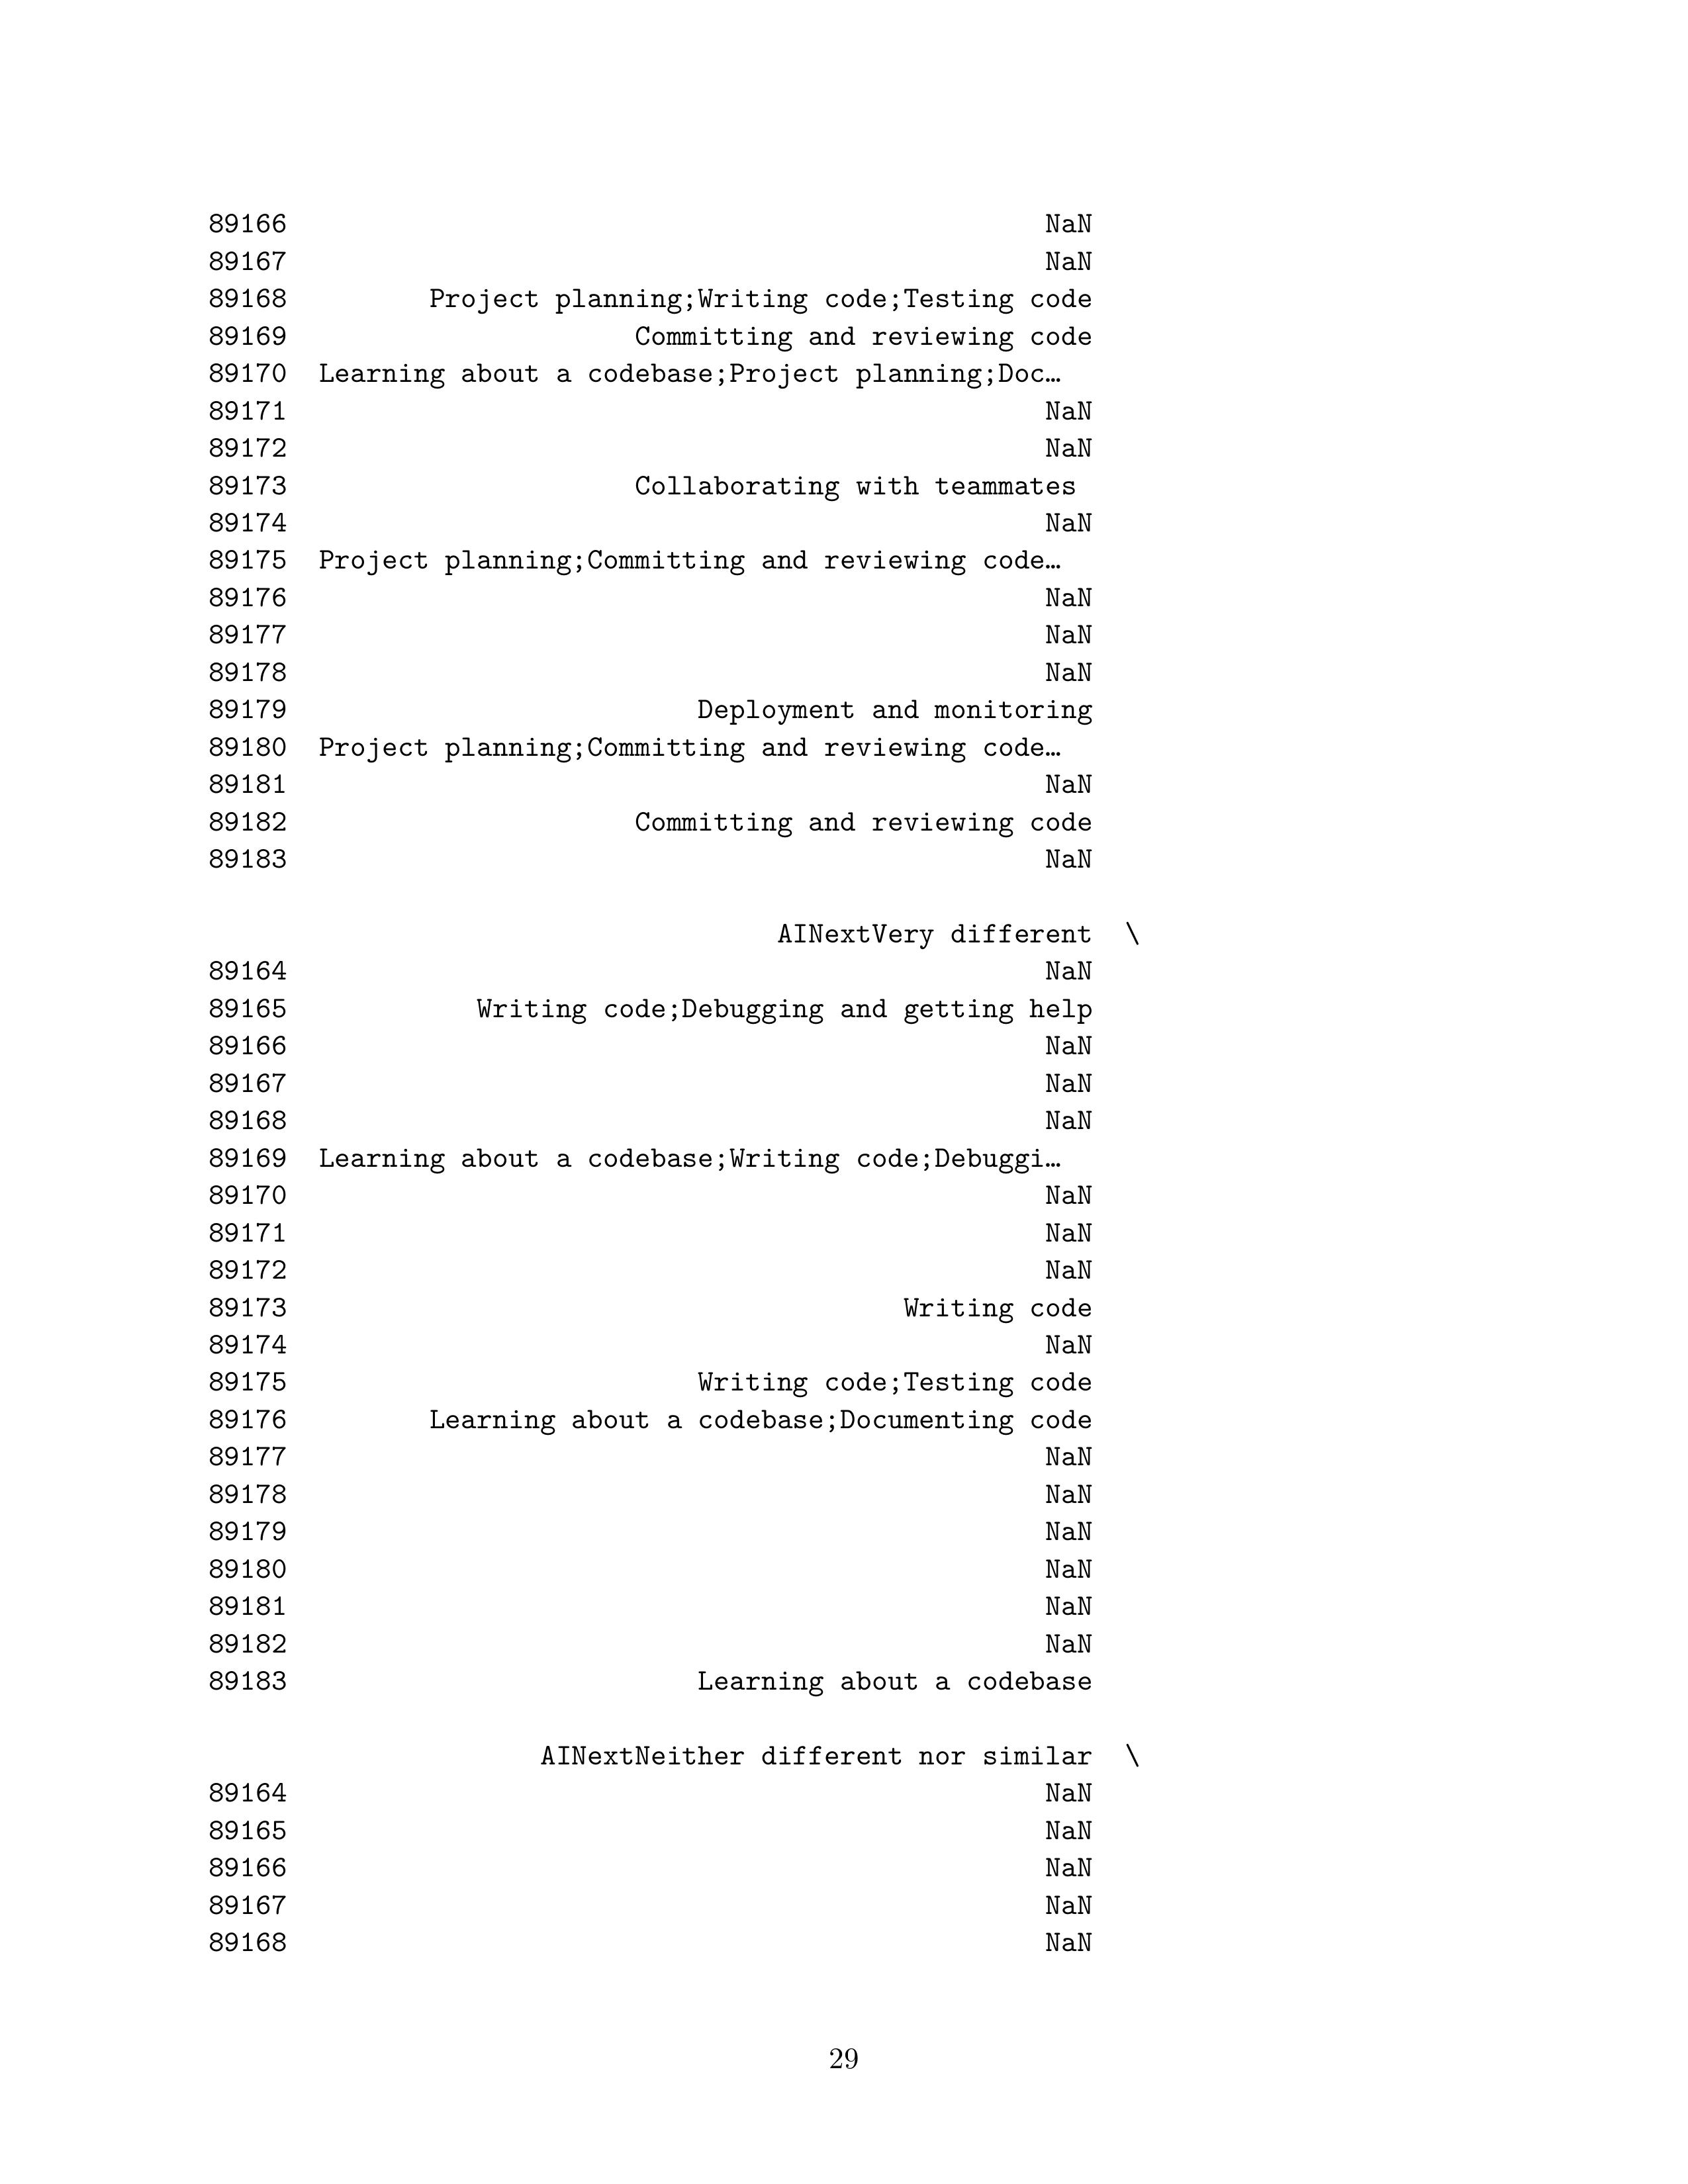 89166 NaN
89167 NaN
89168 Project planning;Writing code;Testing code
89169 Committing and reviewing code
89170 Learning about a codebase;Project planning;Doc…
89171 NaN
89172 NaN
89173 Collaborating with teammates
89174 NaN
89175 Project planning;Committing and reviewing code…
89176 NaN
89177 NaN
89178 NaN
89179 Deployment and monitoring
89180 Project planning;Committing and reviewing code…
89181 NaN
89182 Committing and reviewing code
89183 NaN
AINextVery different \
89164 NaN
89165 Writing code;Debugging and getting help
89166 NaN
89167 NaN
89168 NaN
89169 Learning about a codebase;Writing code;Debuggi…
89170 NaN
89171 NaN
89172 NaN
89173 Writing code
89174 NaN
89175 Writing code;Testing code
89176 Learning about a codebase;Documenting code
89177 NaN
89178 NaN
89179 NaN
89180 NaN
89181 NaN
89182 NaN
89183 Learning about a codebase
AINextNeither different nor similar \
89164 NaN
89165 NaN
89166 NaN
89167 NaN
89168 NaN
29